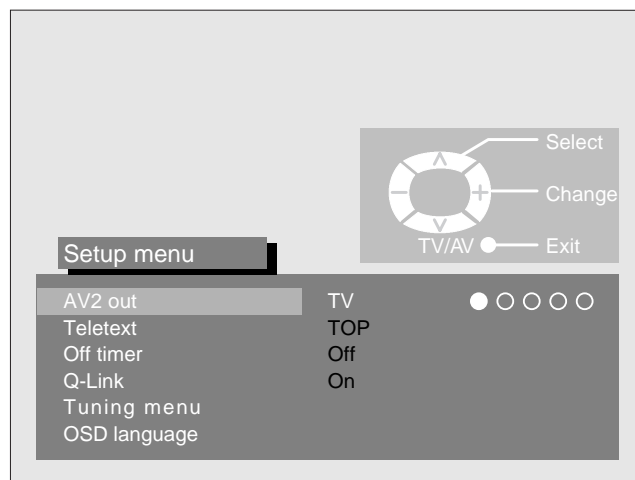 Select
Change
TV/AV Exit
Setup menu
AV2 out TV
Teletext TOP
Off timer Off
Q-Link On
Tuning menu
OSD language